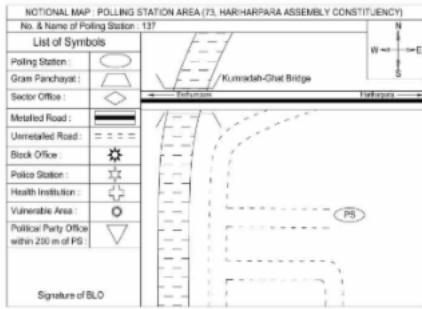 NOTIONAL MAP : POLLING STATION AREA (73, HARIHARPARA ASSEMBLY CONSTITUENCY)
No. & Name of Polling Station : 137
List of Symbols
Polling Station :
Gram Panchayat :
Sector Office :
Metalled Road :
Unmetalled Road :
Block Office :
Police Station :
Health Institution :
Vulnerable Area :
Political Party Office
within 200 m of PS :
Signature of BLO
N
W
E
S
Kumradah-Ghat Bridge
Hariharpara
PS